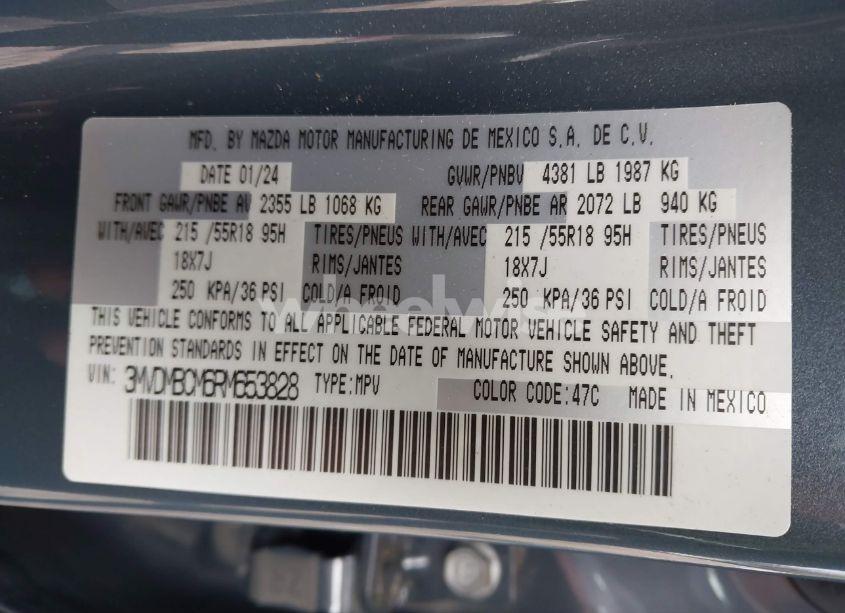 MFD. BY MAZDA MOTOR MANUFACTURING DE MEXICO S.A. DE C.V.
DATE 01/24 GVWR/PNBV 4381 LB 1987 KG
FRONT GAWR/PNBE AV 2355 LB 1068 KG REAR GAWR/PNBE AR 2072 LB 940 KG
WITH/AVEC 215 /55R18 95H TIRES/PNEUS WITH/AVEC 215 /55R18 95H TIRES/PNEUS
18X7J RIMS/JANTES 18X7J RIMS/JANTES
250 KPA/36 PSI COLD/A FROID 250 KPA/36 PSI COLD/A FROID
THIS VEHICLE CONFORMS TO ALL APPLICABLE FEDERAL MOTOR VEHICLE SAFETY AND THEFT
PREVENTION STANDARDS IN EFFECT ON THE DATE OF MANUFACTURE SHOWN ABOVE.
VIN: 3MVDMBCM6RM653828 TYPE:MPV COLOR CODE:47C MADE IN MEXICO